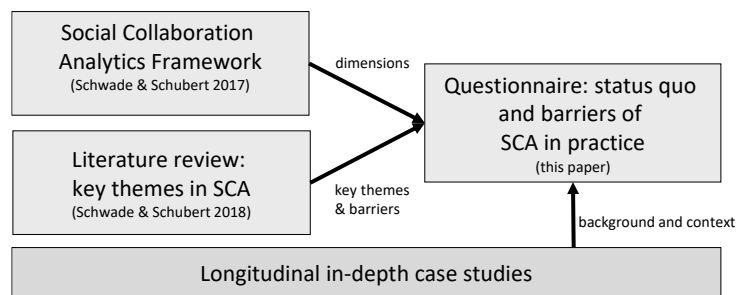 Social Collaboration
Analytics Framework
(Schwade & Schubert 2017)
dimensions
Questionnaire: status quo
and barriers of
SCA in practice
(this paper)
Literature review:
key themes in SCA
(Schwade & Schubert 2018)
key themes
& barriers
background and context
Longitudinal in-depth case studies